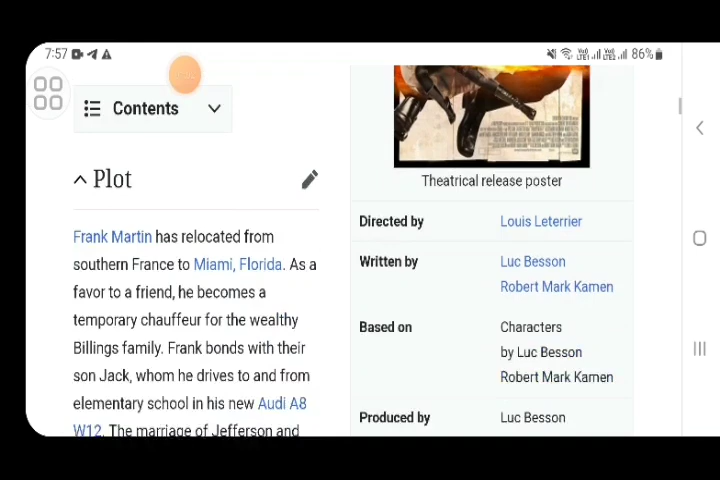 7:57
86%
Contents
Plot
Frank Martin has relocated from
southern France to Miami, Florida. As a
favor to a friend, he becomes a
temporary chauffeur for the wealthy
Billings family. Frank bonds with their
son Jack, whom he drives to and from
elementary school in his new Audi A8
W12. The marriage of Jefferson and
Theatrical release poster
Directed by Louis Leterrier
Written by Luc Besson
Robert Mark Kamen
Based on Characters
by Luc Besson
Robert Mark Kamen
Produced by Luc Besson